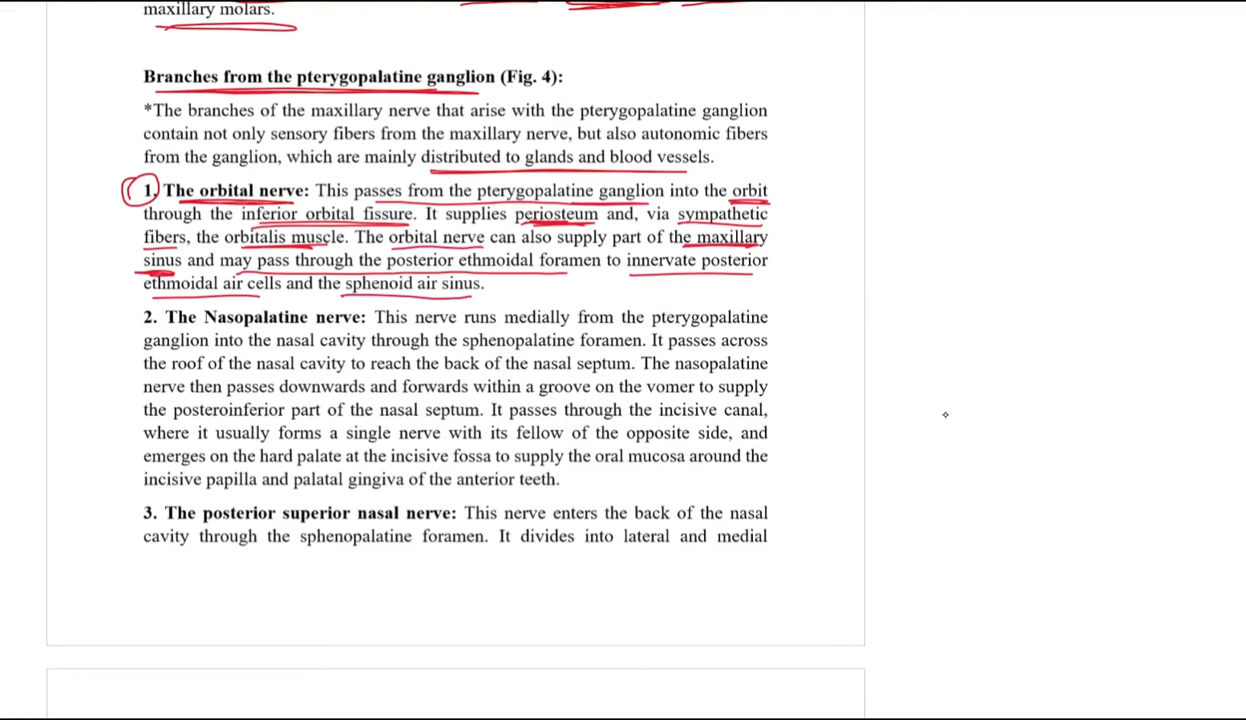 maxillary molars.
Branches from the pterygopalatine ganglion (Fig. 4):
*The branches of the maxillary nerve that arise with the pterygopalatine ganglion
contain not only sensory fibers from the maxillary nerve, but also autonomic fibers
from the ganglion, which are mainly distributed to glands and blood vessels.
1. The orbital nerve: This passes from the pterygopalatine ganglion into the orbit
through the inferior orbital fissure. It supplies periosteum and, via sympathetic
fibers, the orbitalis muscle. The orbital nerve can also supply part of the maxillary
sinus and may pass through the posterior ethmoidal foramen to innervate posterior
ethmoidal air cells and the sphenoid air sinus.
2. The Nasopalatine nerve: This nerve runs medially from the pterygopalatine
ganglion into the nasal cavity through the sphenopalatine foramen. It passes across
the roof of the nasal cavity to reach the back of the nasal septum. The nasopalatine
nerve then passes downwards and forwards within a groove on the vomer to supply
the posteroinferior part of the nasal septum. It passes through the incisive canal,
where it usually forms a single nerve with its fellow of the opposite side, and
emerges on the hard palate at the incisive fossa to supply the oral mucosa around the
incisive papilla and palatal gingiva of the anterior teeth.
3. The posterior superior nasal nerve: This nerve enters the back of the nasal
cavity through the sphenopalatine foramen. It divides into lateral and medial